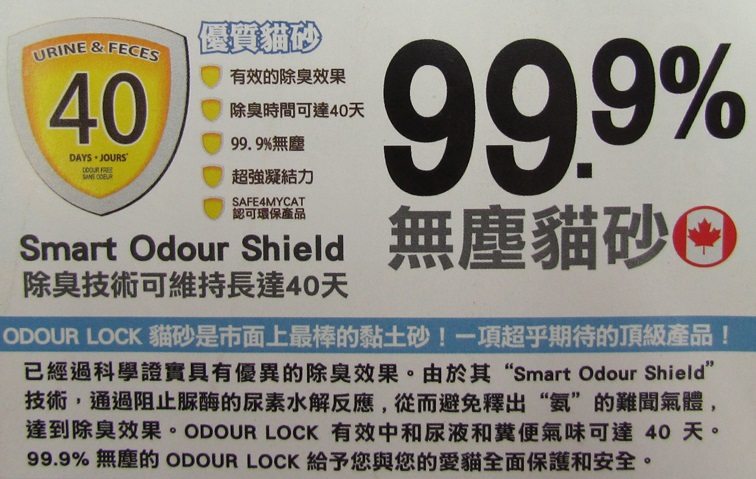 URINE & FECES
40
DAYS • JOURS
ODOUR FREE
SANS ODEUR
優質貓砂
有效的除臭效果
除臭時間可達40天
99.9%無塵
超強凝結力
SAFE4MYCAT
認可環保產品
99.9%
無塵貓砂
Smart Odour Shield
除臭技術可維持長達40天
ODOUR LOCK 貓砂是市面上最棒的黏土砂！一項超乎期待的頂級產品！
已經過科學證實具有優異的除臭效果。由於其“Smart Odour Shield”
技術，通過阻止脲酶的尿素水解反應，從而避免釋出“氨”的難聞氣體，
達到除臭效果。ODOUR LOCK 有效中和尿液和糞便氣味可達 40 天。
99.9% 無塵的 ODOUR LOCK 給予您與您的愛貓全面保護和安全。